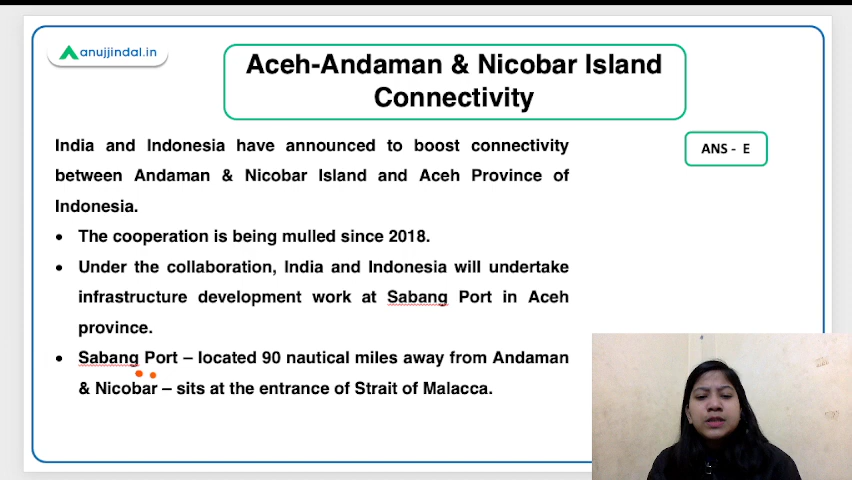 anujjindal.in
Aceh-Andaman & Nicobar Island
Connectivity
India and Indonesia have announced to boost connectivity
between Andaman & Nicobar Island and Aceh Province of
Indonesia.
ANS - E
• The cooperation is being mulled since 2018.
• Under the collaboration, India and Indonesia will undertake
infrastructure development work at Sabang Port in Aceh
province.
• Sabang Port – located 90 nautical miles away from Andaman
& Nicobar – sits at the entrance of Strait of Malacca.